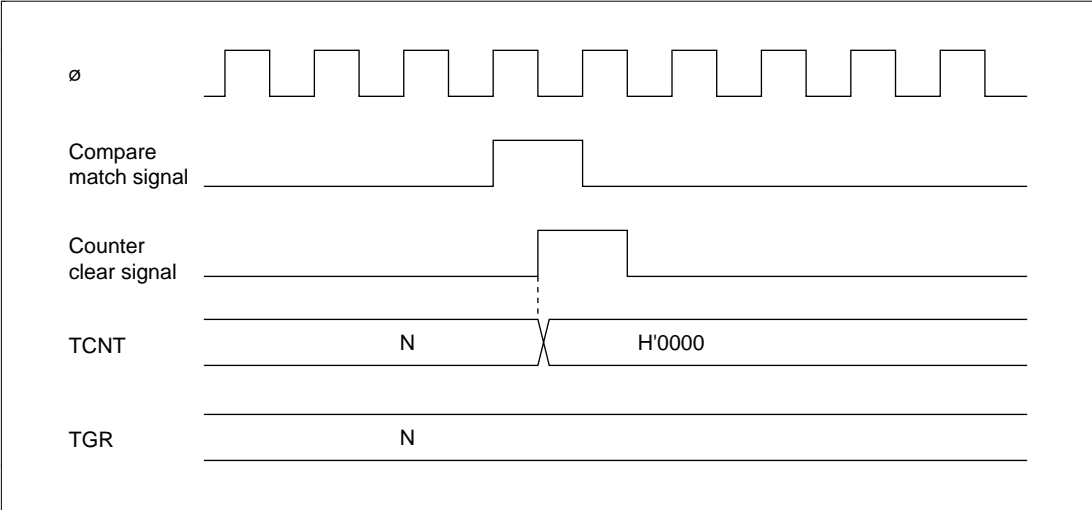 ø
Compare
match signal
Counter
clear signal
TCNT
N
H'0000
TGR
N